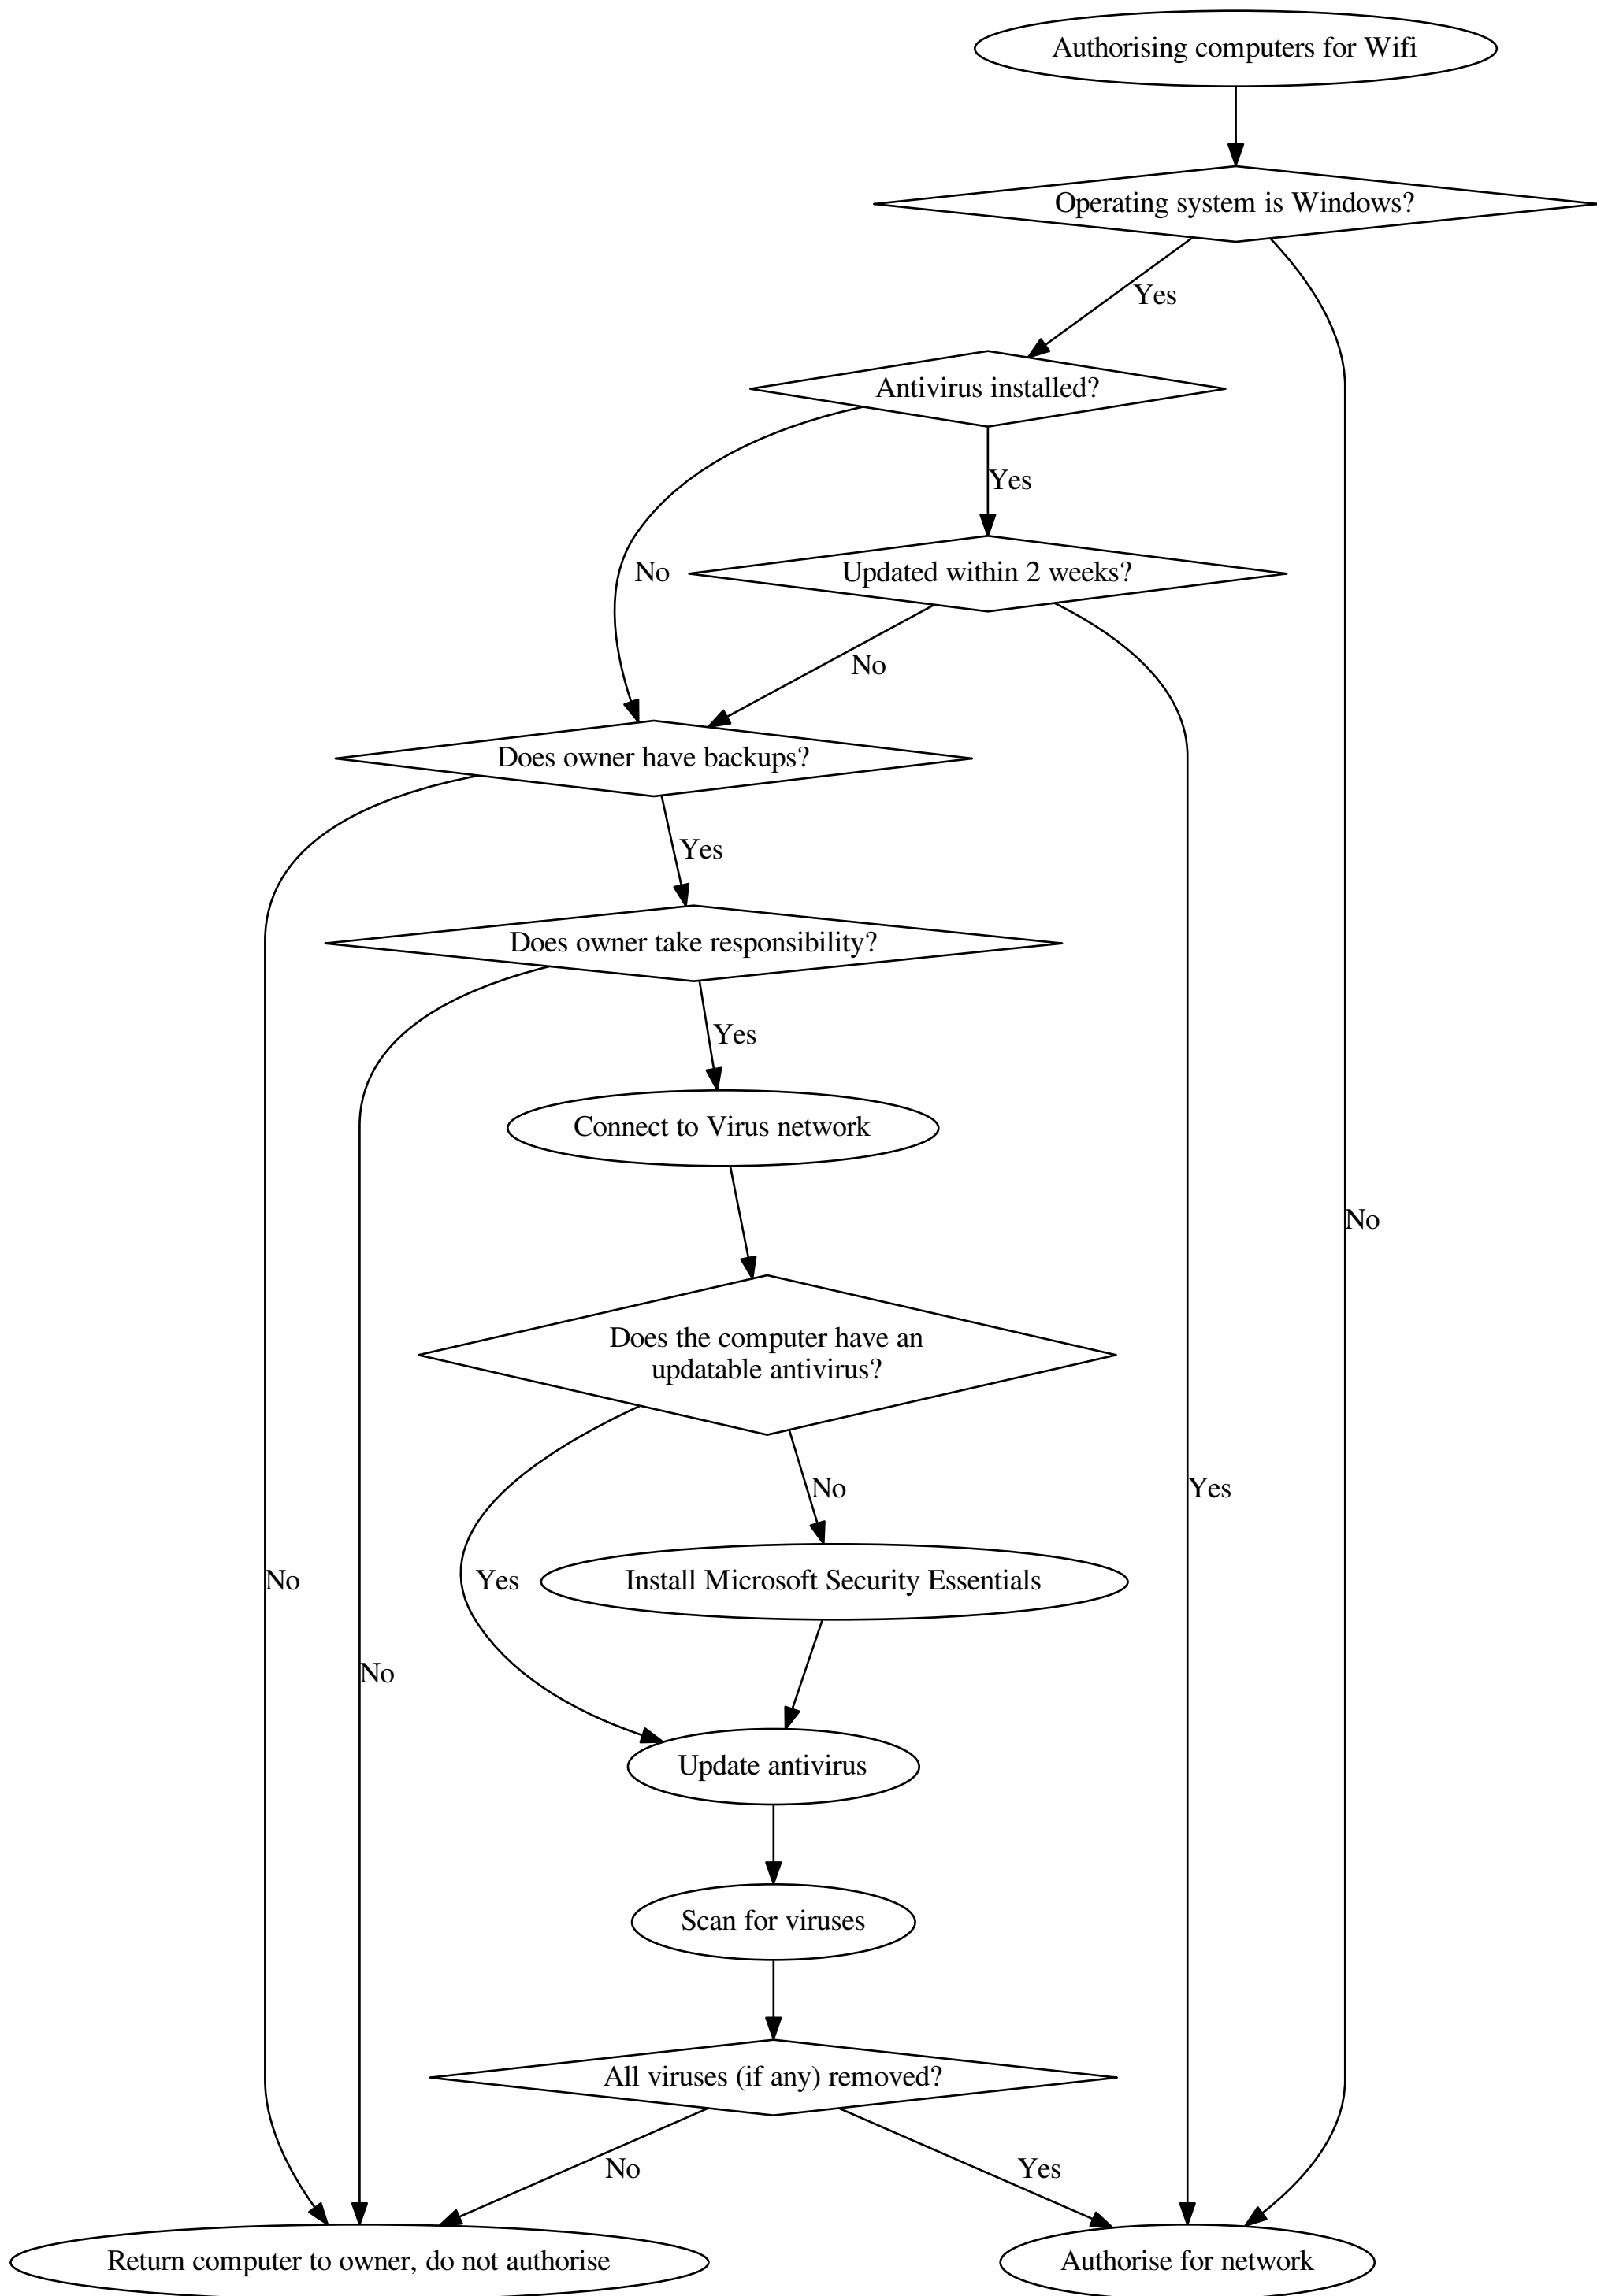 Authorising computers for Wifi
Operating system is Windows?
Yes
Antivirus installed?
Yes
No
Updated within 2 weeks?
No
Does owner have backups?
Yes
Does owner take responsibility?
Yes
Connect to Virus network
No
Does the computer have an
updatable antivirus?
No
Yes
No
Yes
Install Microsoft Security Essentials
No
Update antivirus
Scan for viruses
All viruses (if any) removed?
No
Yes
Return computer to owner, do not authorise
Authorise for network